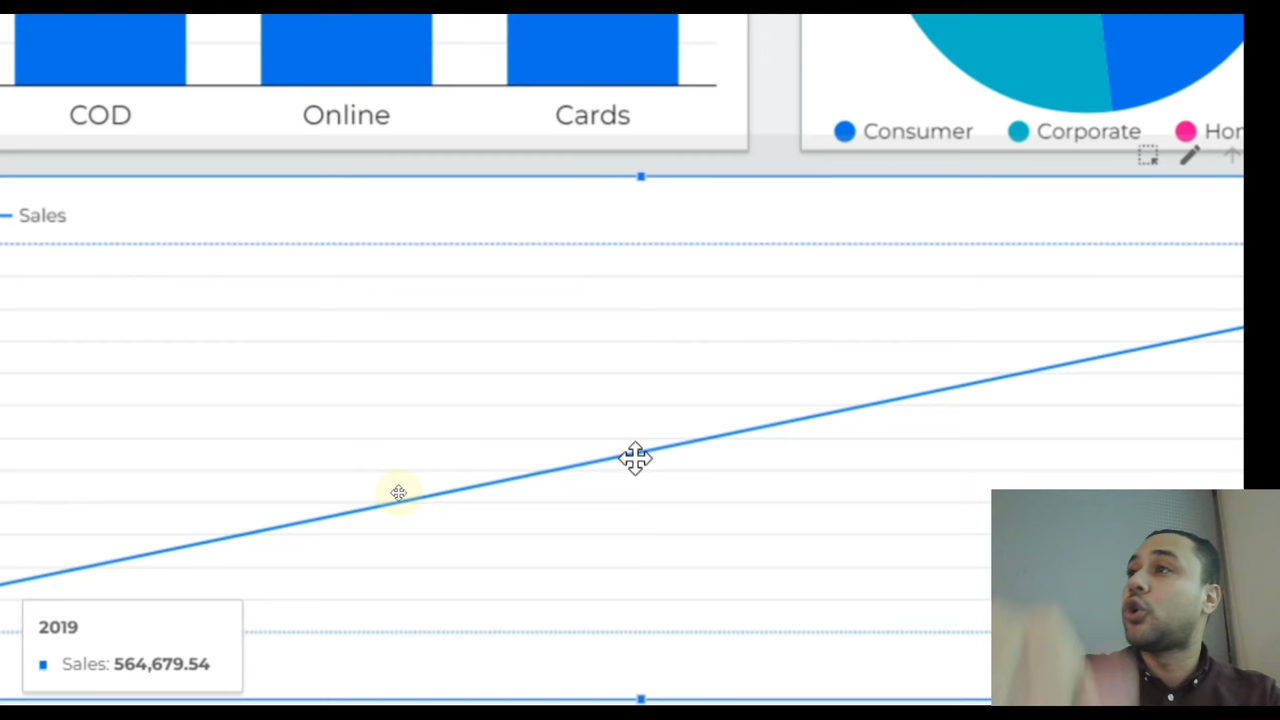 COD Online Cards
Consumer Corporate
Sales
2019
Sales: 564,679.54